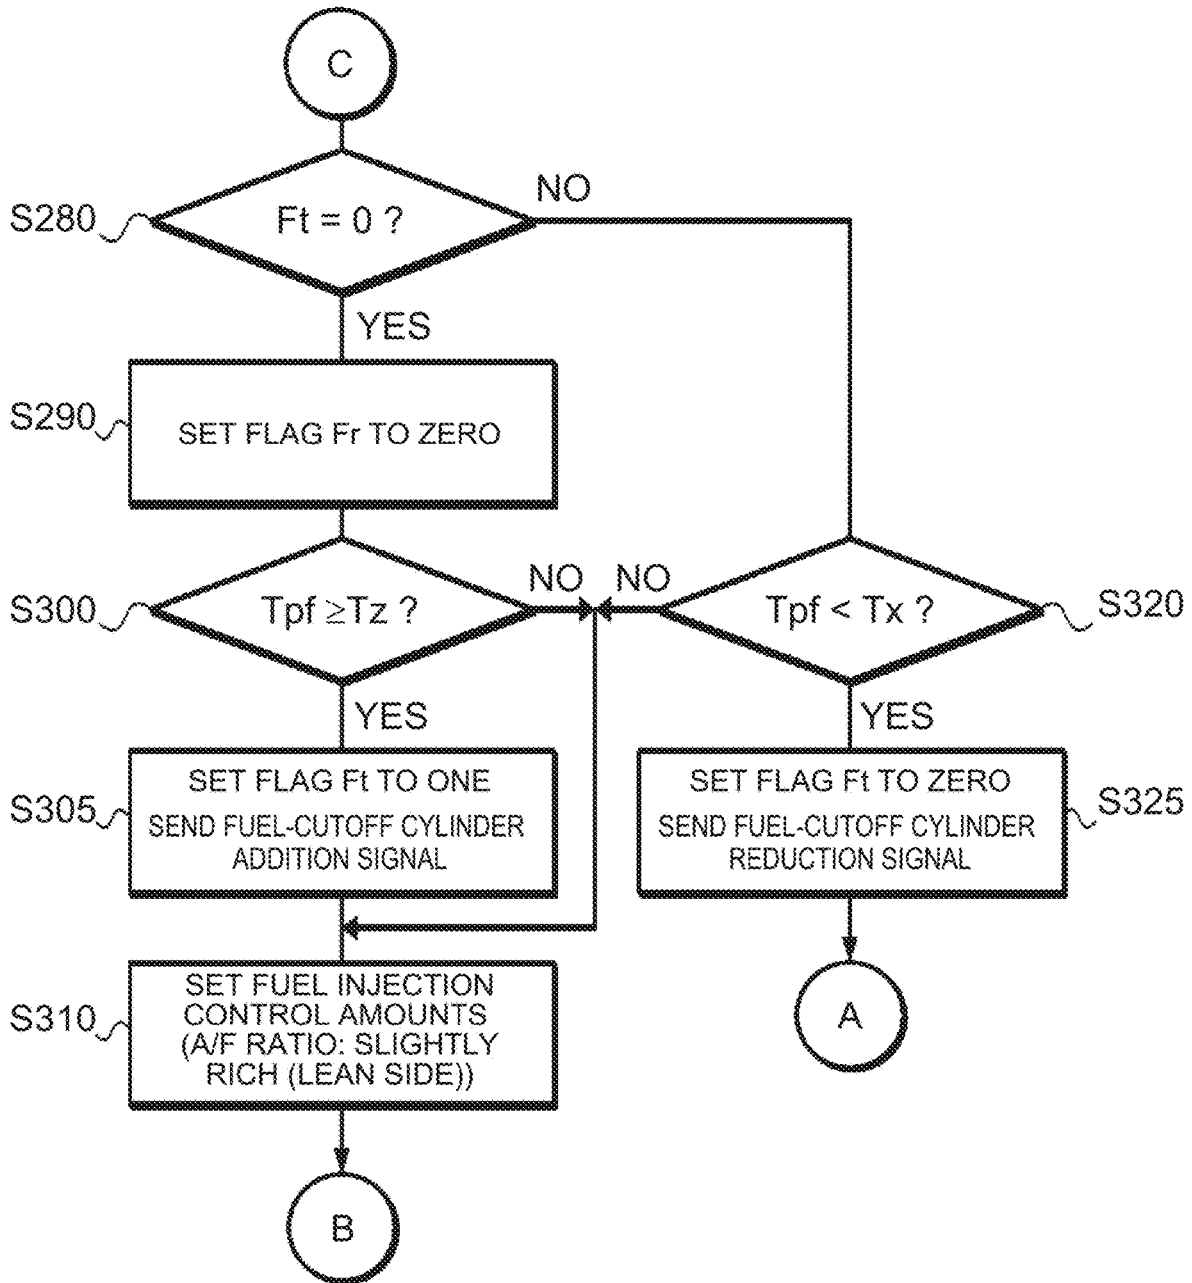 C
S280
Ft = 0 ?
NO
YES
S290
SET FLAG Fr TO ZERO
S300
Tpf ≥Tz ?
NO
NO
Tpf < Tx ?
S320
YES
YES
S305
SET FLAG Ft TO ONE
SEND FUEL-CUTOFF CYLINDER
ADDITION SIGNAL
SET FLAG Ft TO ZERO
SEND FUEL-CUTOFF CYLINDER
REDUCTION SIGNAL
S325
S310
SET FUEL INJECTION
CONTROL AMOUNTS
(A/F RATIO: SLIGHTLY
RICH (LEAN SIDE))
A
B